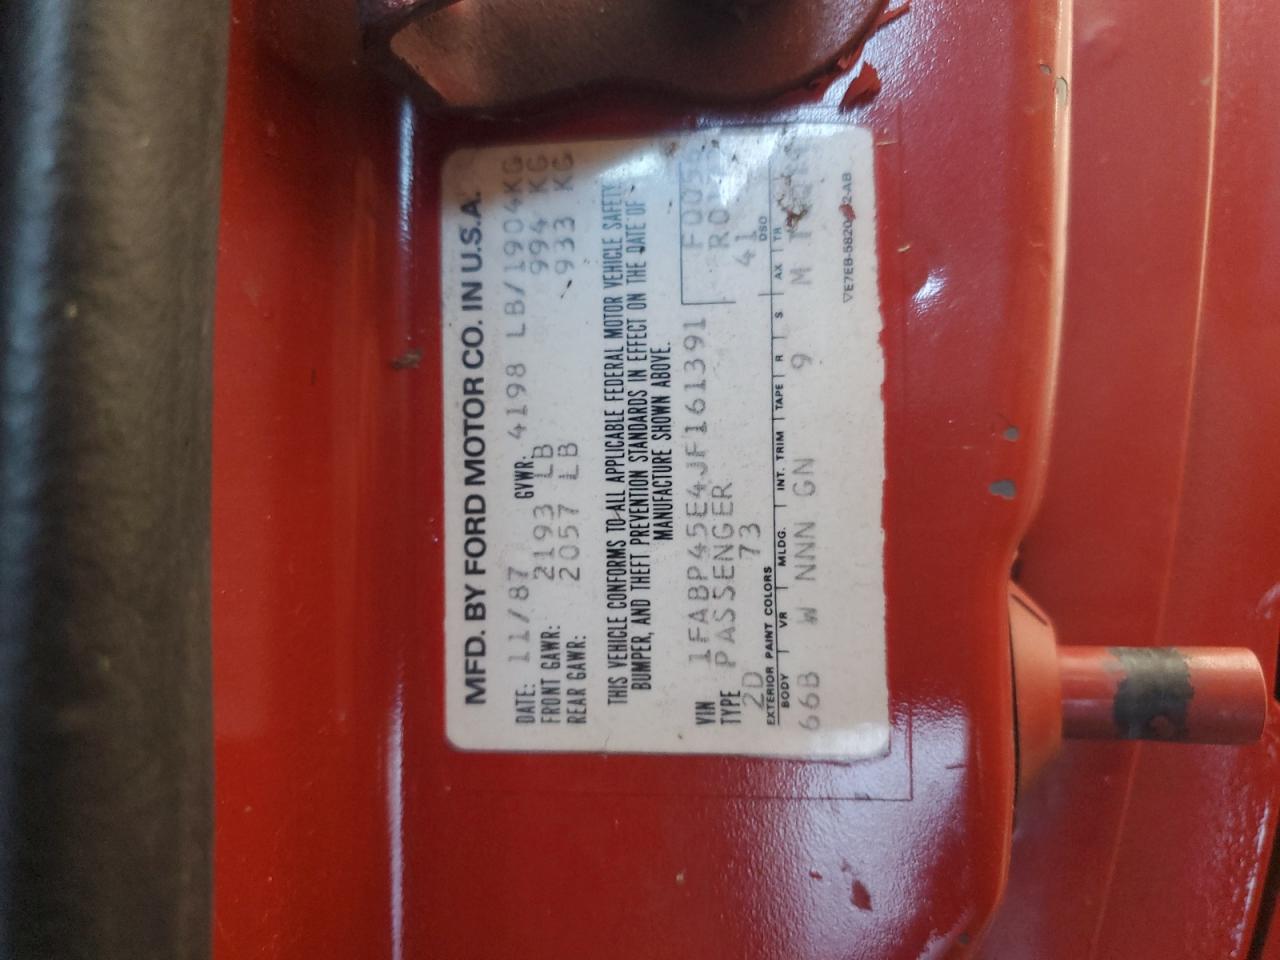 MFD. BY FORD MOTOR CO. IN U.S.A.
DATE: 11/87 GVWR: 4198 LB/1904KG
FRONT GAWR: 2193 LB 994 KG
REAR GAWR: 2057 LB 933 KG
THIS VEHICLE CONFORMS TO ALL APPLICABLE FEDERAL MOTOR VEHICLE SAFETY
BUMPER, AND THEFT PREVENTION STANDARDS IN EFFECT ON THE DATE OF
MANUFACTURE SHOWN ABOVE.
VIN 1FABP45E4JF161391
TYPE PASSENGER
2D 73 41
EXTERIOR PAINT COLORS DSO
BODY VR MLDG. INT. TRIM TAPE R S AX TR
66B W NNN GN 9 M